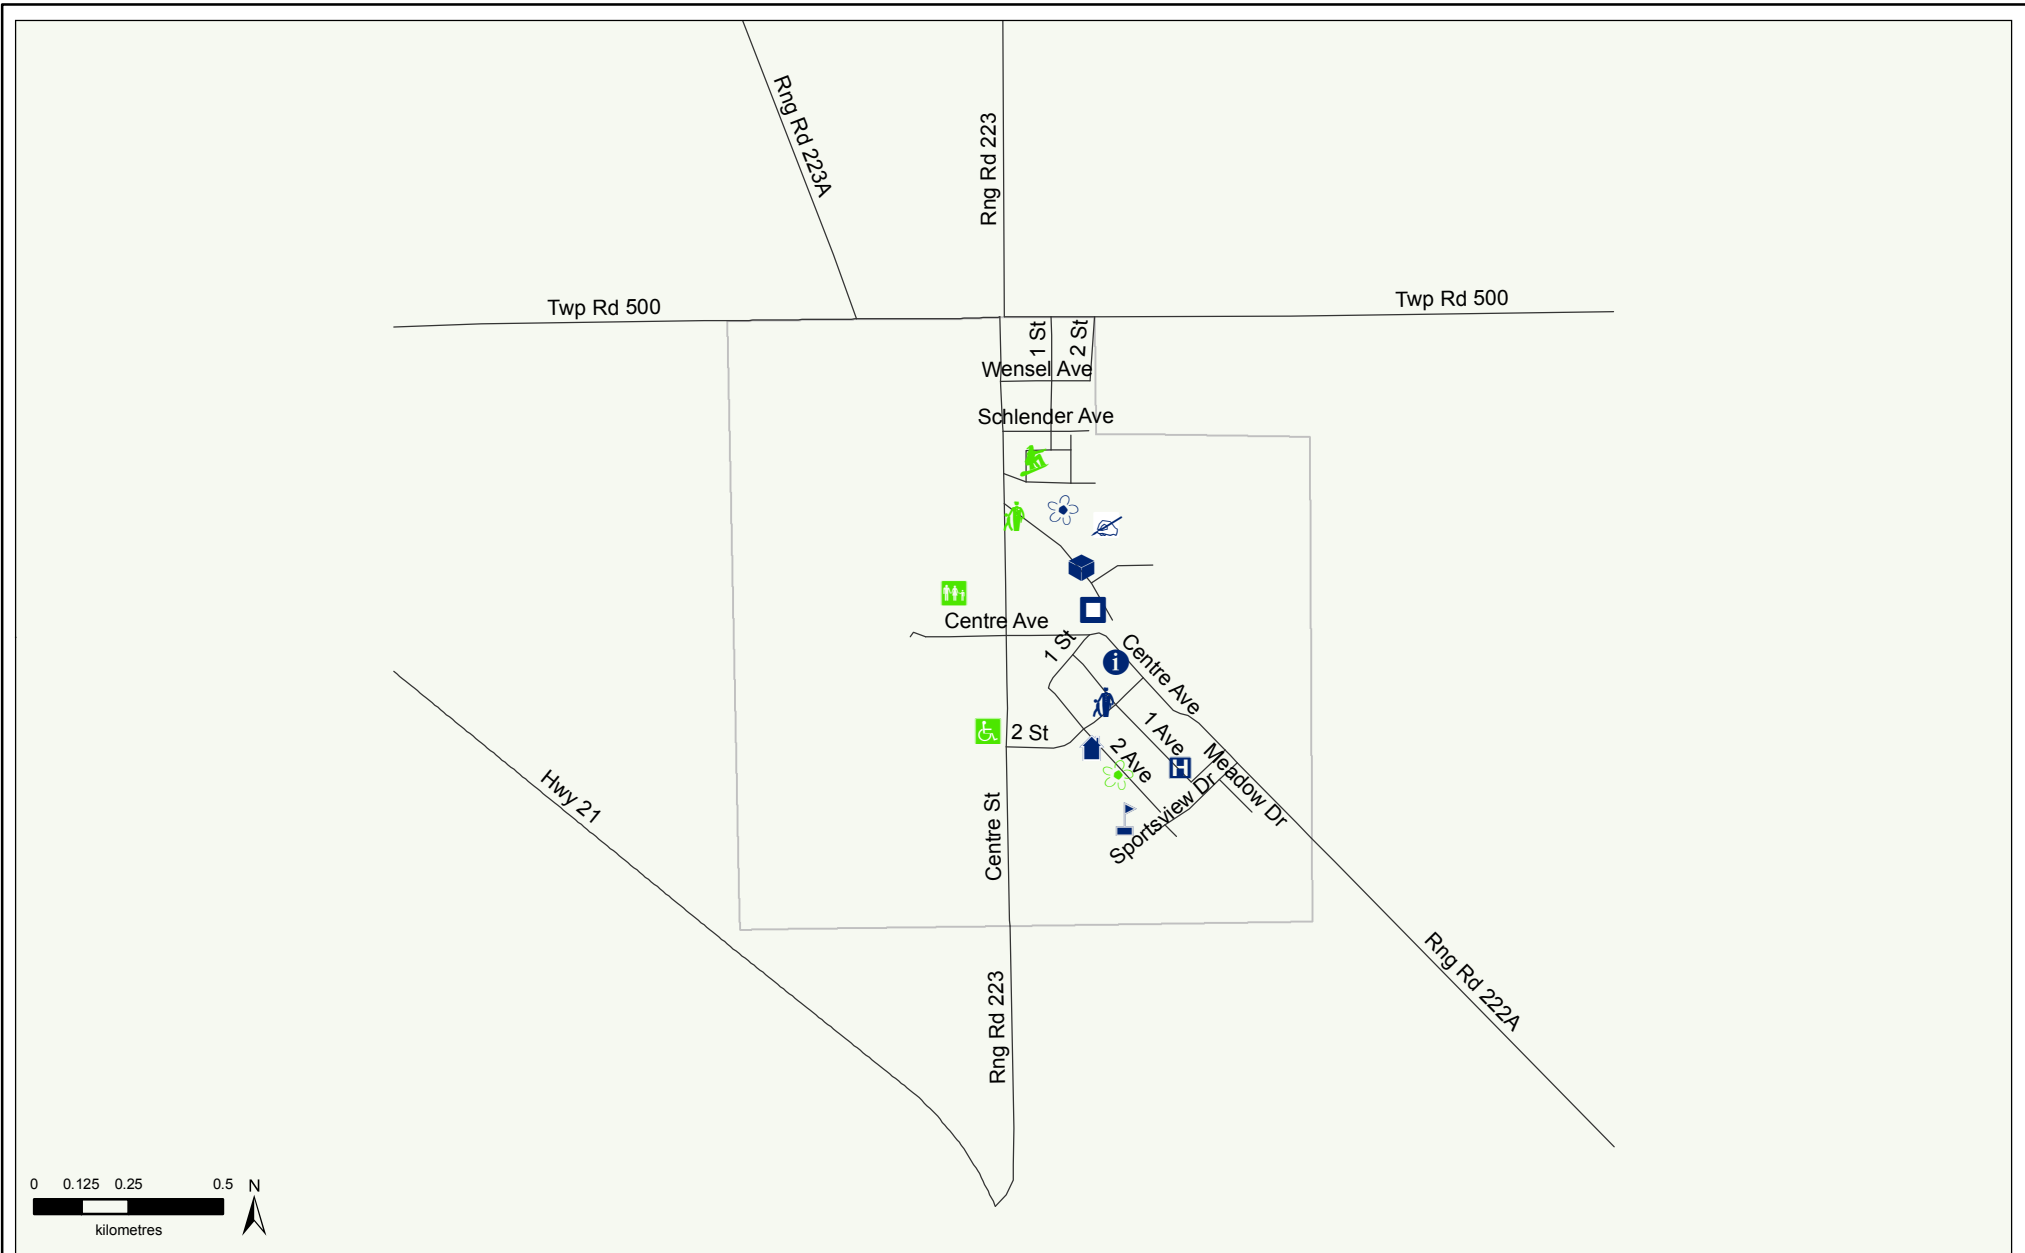 Rng Rd 223A
Rng Rd 223
Twp Rd 500
Twp Rd 500
1 St
2 St
Wensel Ave
Schlender Ave
Centre Ave
1 St
i
Centre Ave
2 St
1 Ave
2 Ave
H
Meadow Dr
Sportsview Dr
Hwy 21
Centre St
Rng Rd 223
Rng Rd 222A
0 0.125 0.25 0.5
N
kilometres